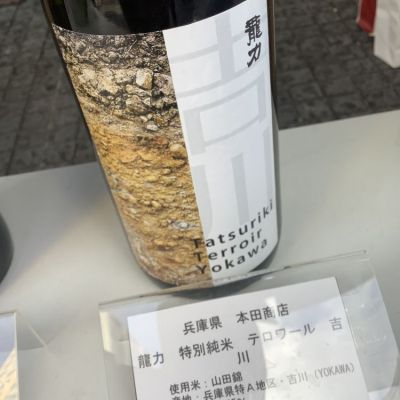 龍力
吉川
Tatsuriki
Terroir
Yokawa
兵庫県 本田商店
龍力 特別純米 テロワール 吉
川
使用米：山田錦
産地：兵庫県特A地区・吉川（YOKAWA）